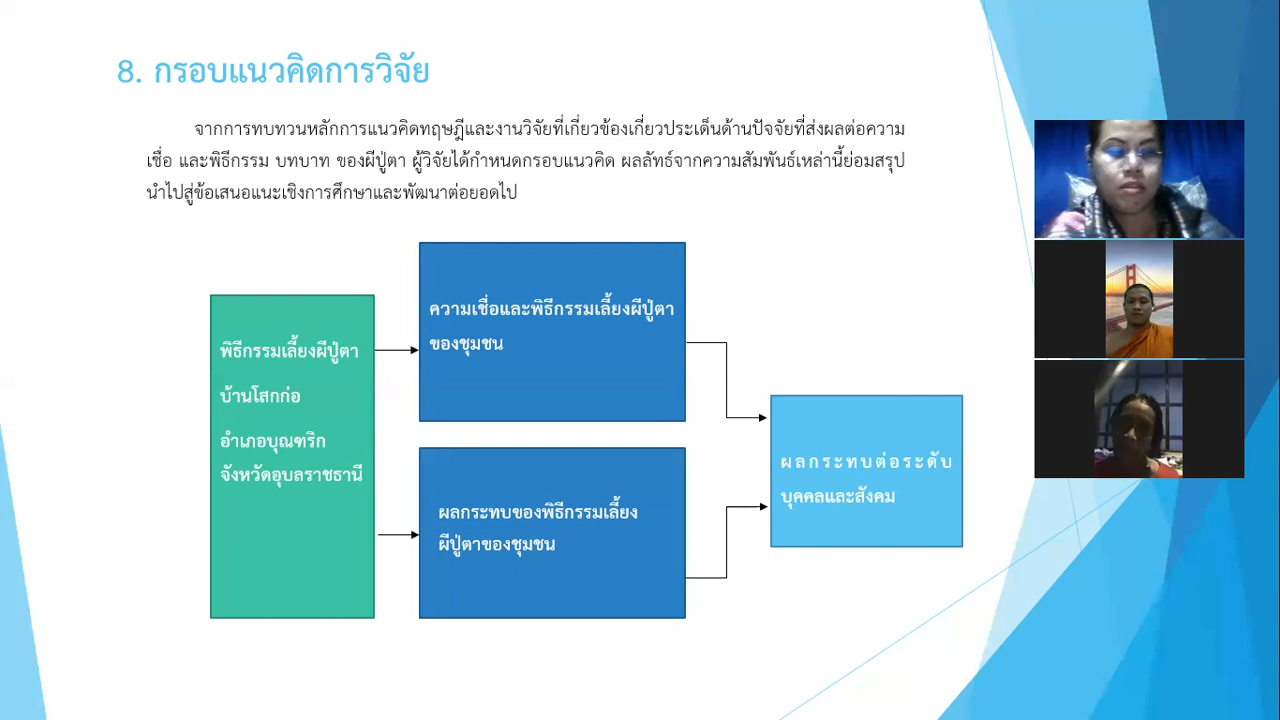 8. กรอบแนวคิดการวิจัย
จากการทบทวนหลักการแนวคิดทฤษฎีและงานวิจัยที่เกี่ยวข้องเกี่ยวประเด็นด้านปัจจัยที่ส่งผลต่อความ
เชื่อ และพิธีกรรม บทบาท ของผีปู่ตา ผู้วิจัยได้กำหนดกรอบแนวคิด ผลลัทธ์จากความสัมพันธ์เหล่านี้ย่อมสรุป
นำไปสู่ข้อเสนอแนะเชิงการศึกษาและพัฒนาต่อยอดไป
พิธีกรรมเลี้ยงผีปู่ตา
บ้านโสกก่อ
อำเภอบุณฑริก
จังหวัดอุบลราชธานี
ความเชื่อและพิธีกรรมเลี้ยงผีปู่ตา
ของชุมชน
ผลกระทบของพิธีกรรมเลี้ยง
ผีปู่ตาของชุมชน
ผลกระทบต่อระดับ
บุคคลและสังคม